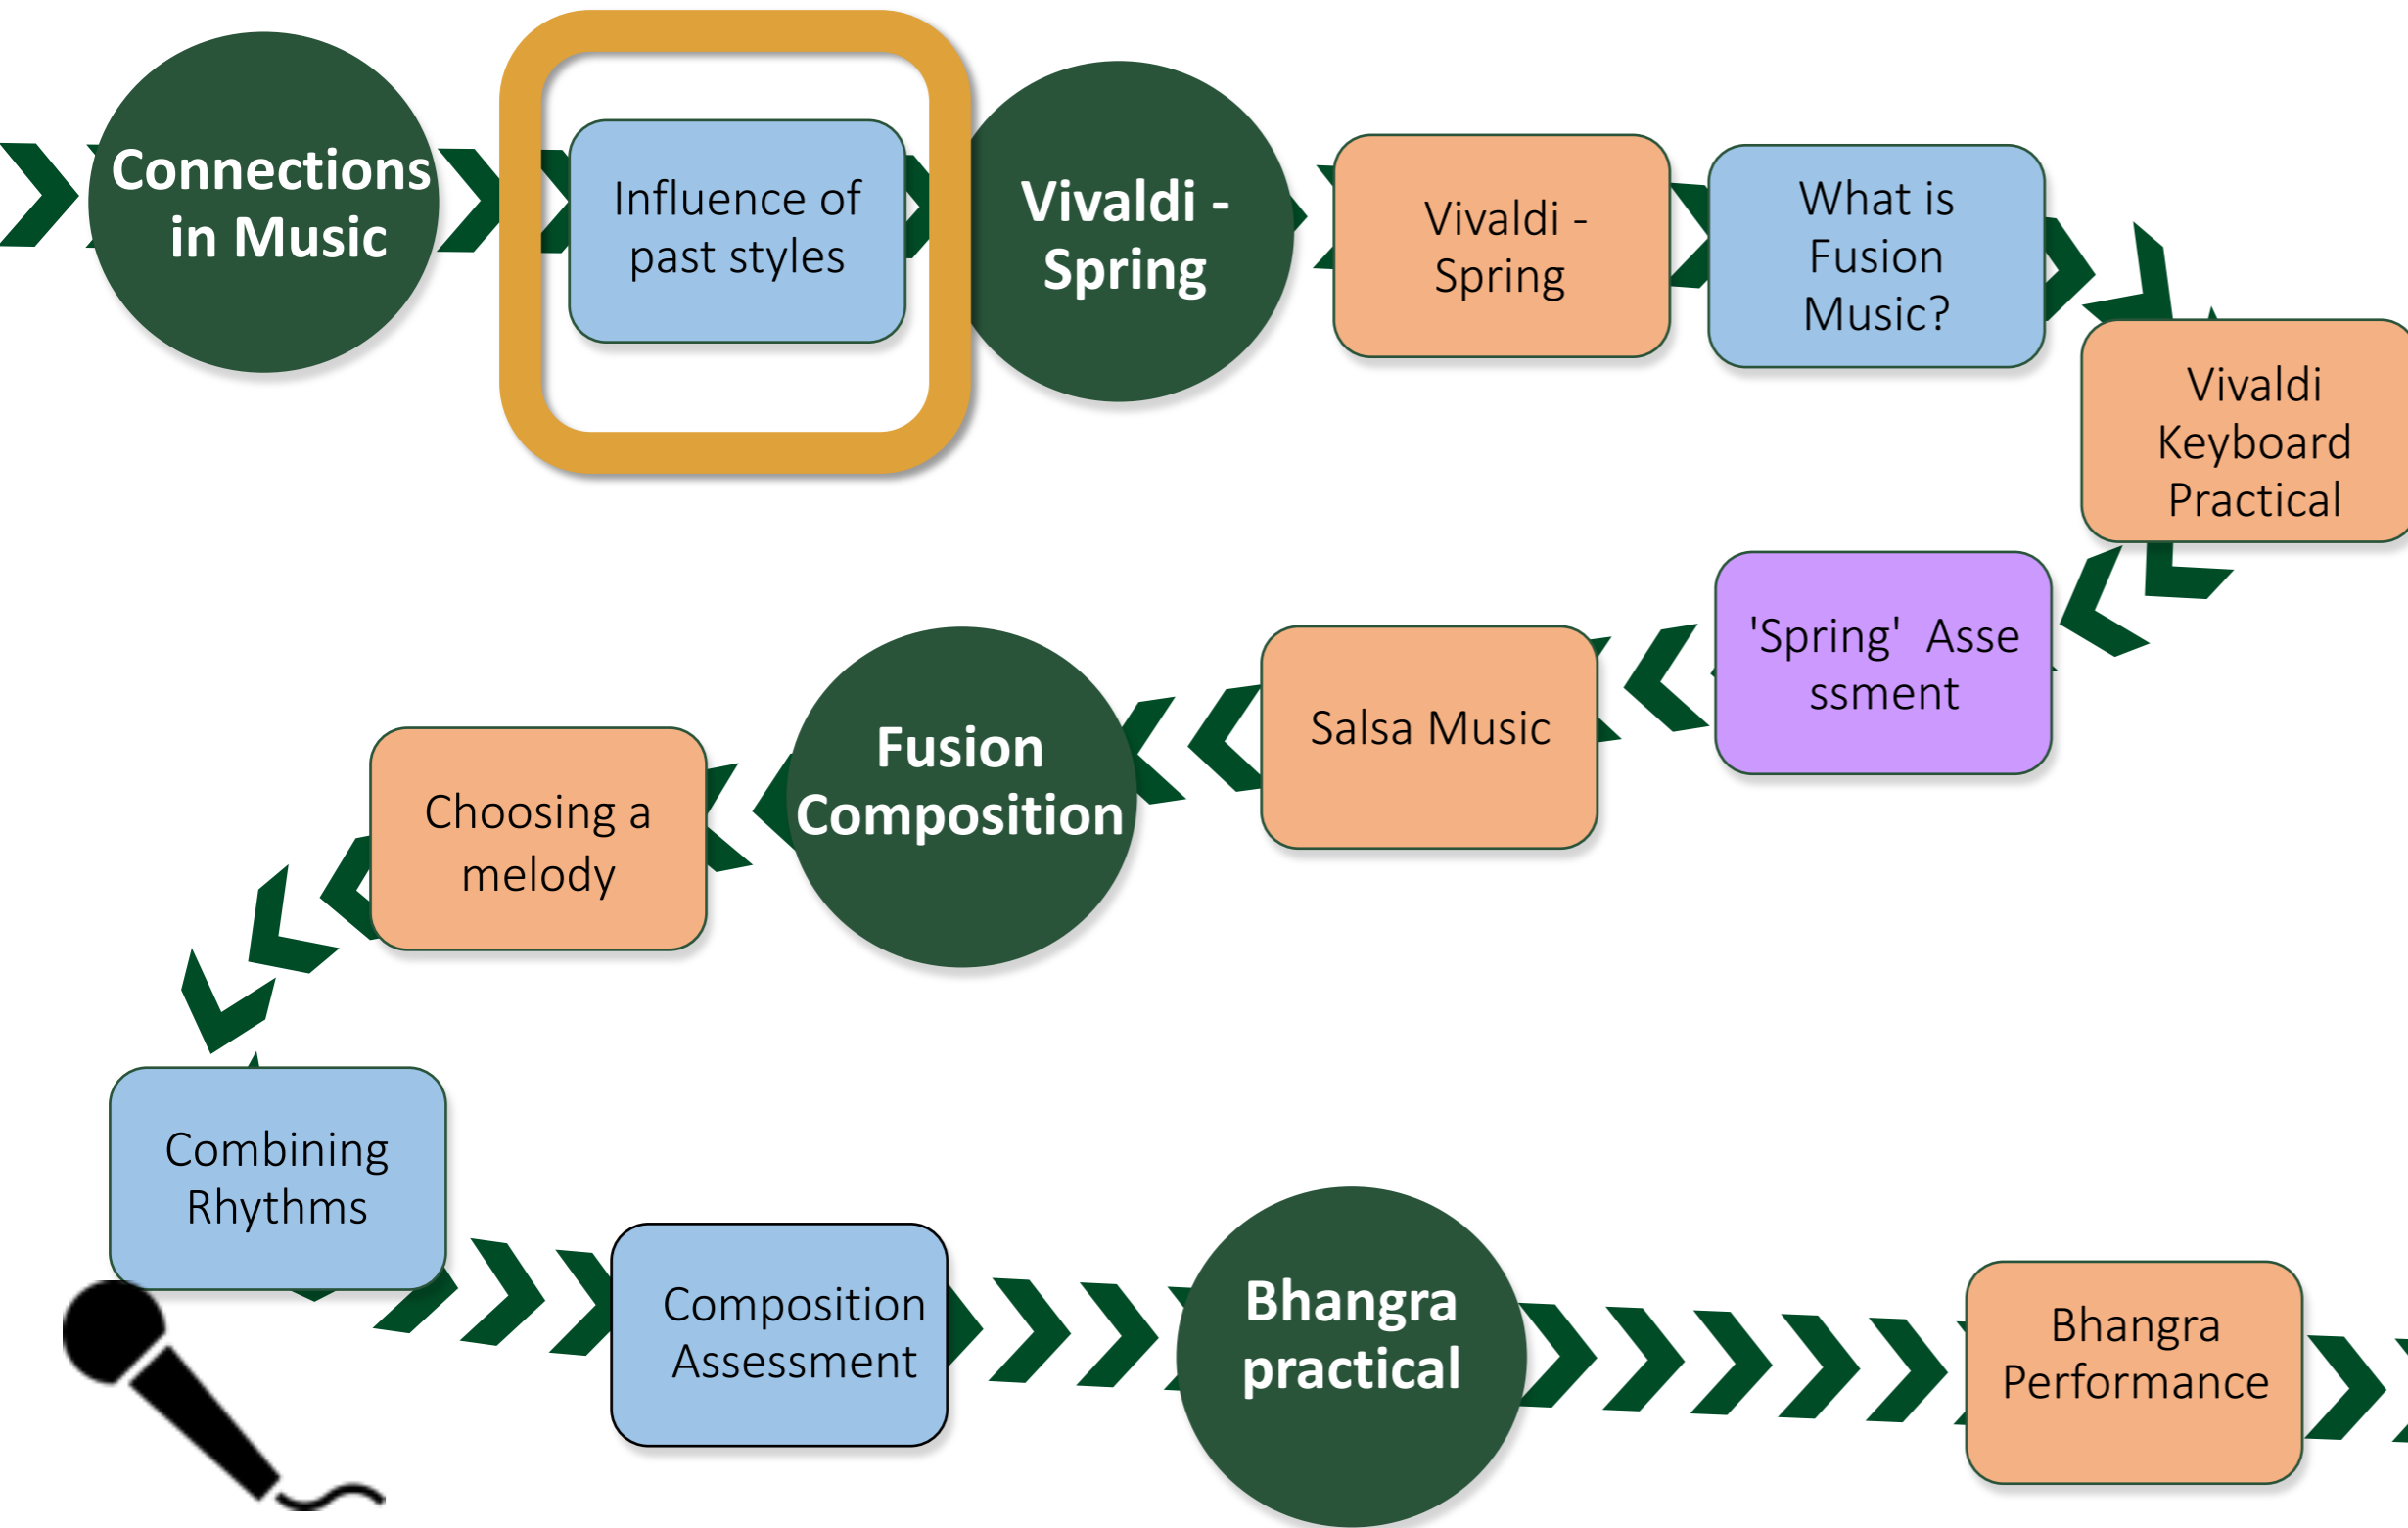 Connections
in Music
Influence of
past styles
Vivaldi -
Spring
Vivaldi -
Spring
What is
Fusion
Music?
Vivaldi
Keyboard
Practical
'Spring'  Asse
ssment
Salsa Music
Fusion
Composition
Choosing a
melody
Combining
Rhythms
Composition
Assessment
Bhangra
practical
Bhangra
Performance